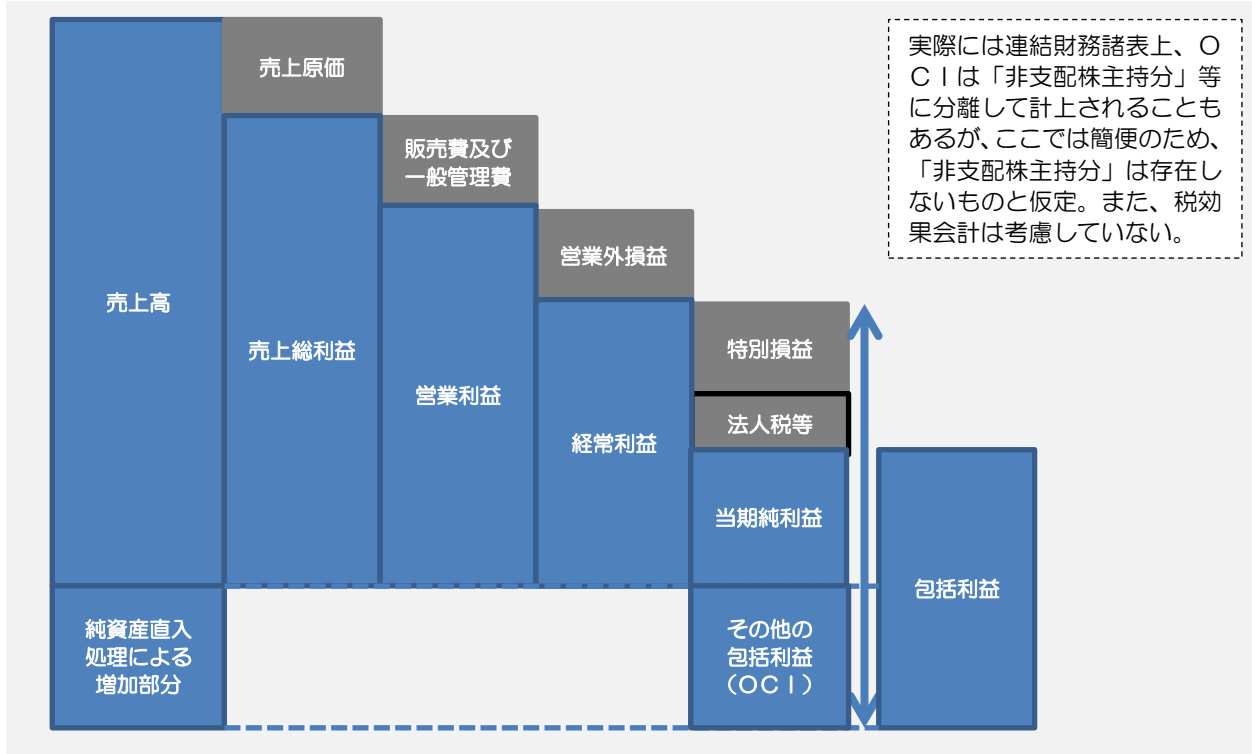 売上高
純資産直入
処理による
増加部分
売上原価
売上総利益
販売費及び
一般管理費
営業利益
営業外損益
経常利益
特別損益
法人税等
当期純利益
その他の
包括利益
(OCI)
包括利益
実際には連結財務諸表上、O
CIは「非支配株主持分」等
に分離して計上されることも
あるが、ここでは簡便のため、
「非支配株主持分」は存在し
ないものと仮定。また、税効
果会計は考慮していない。